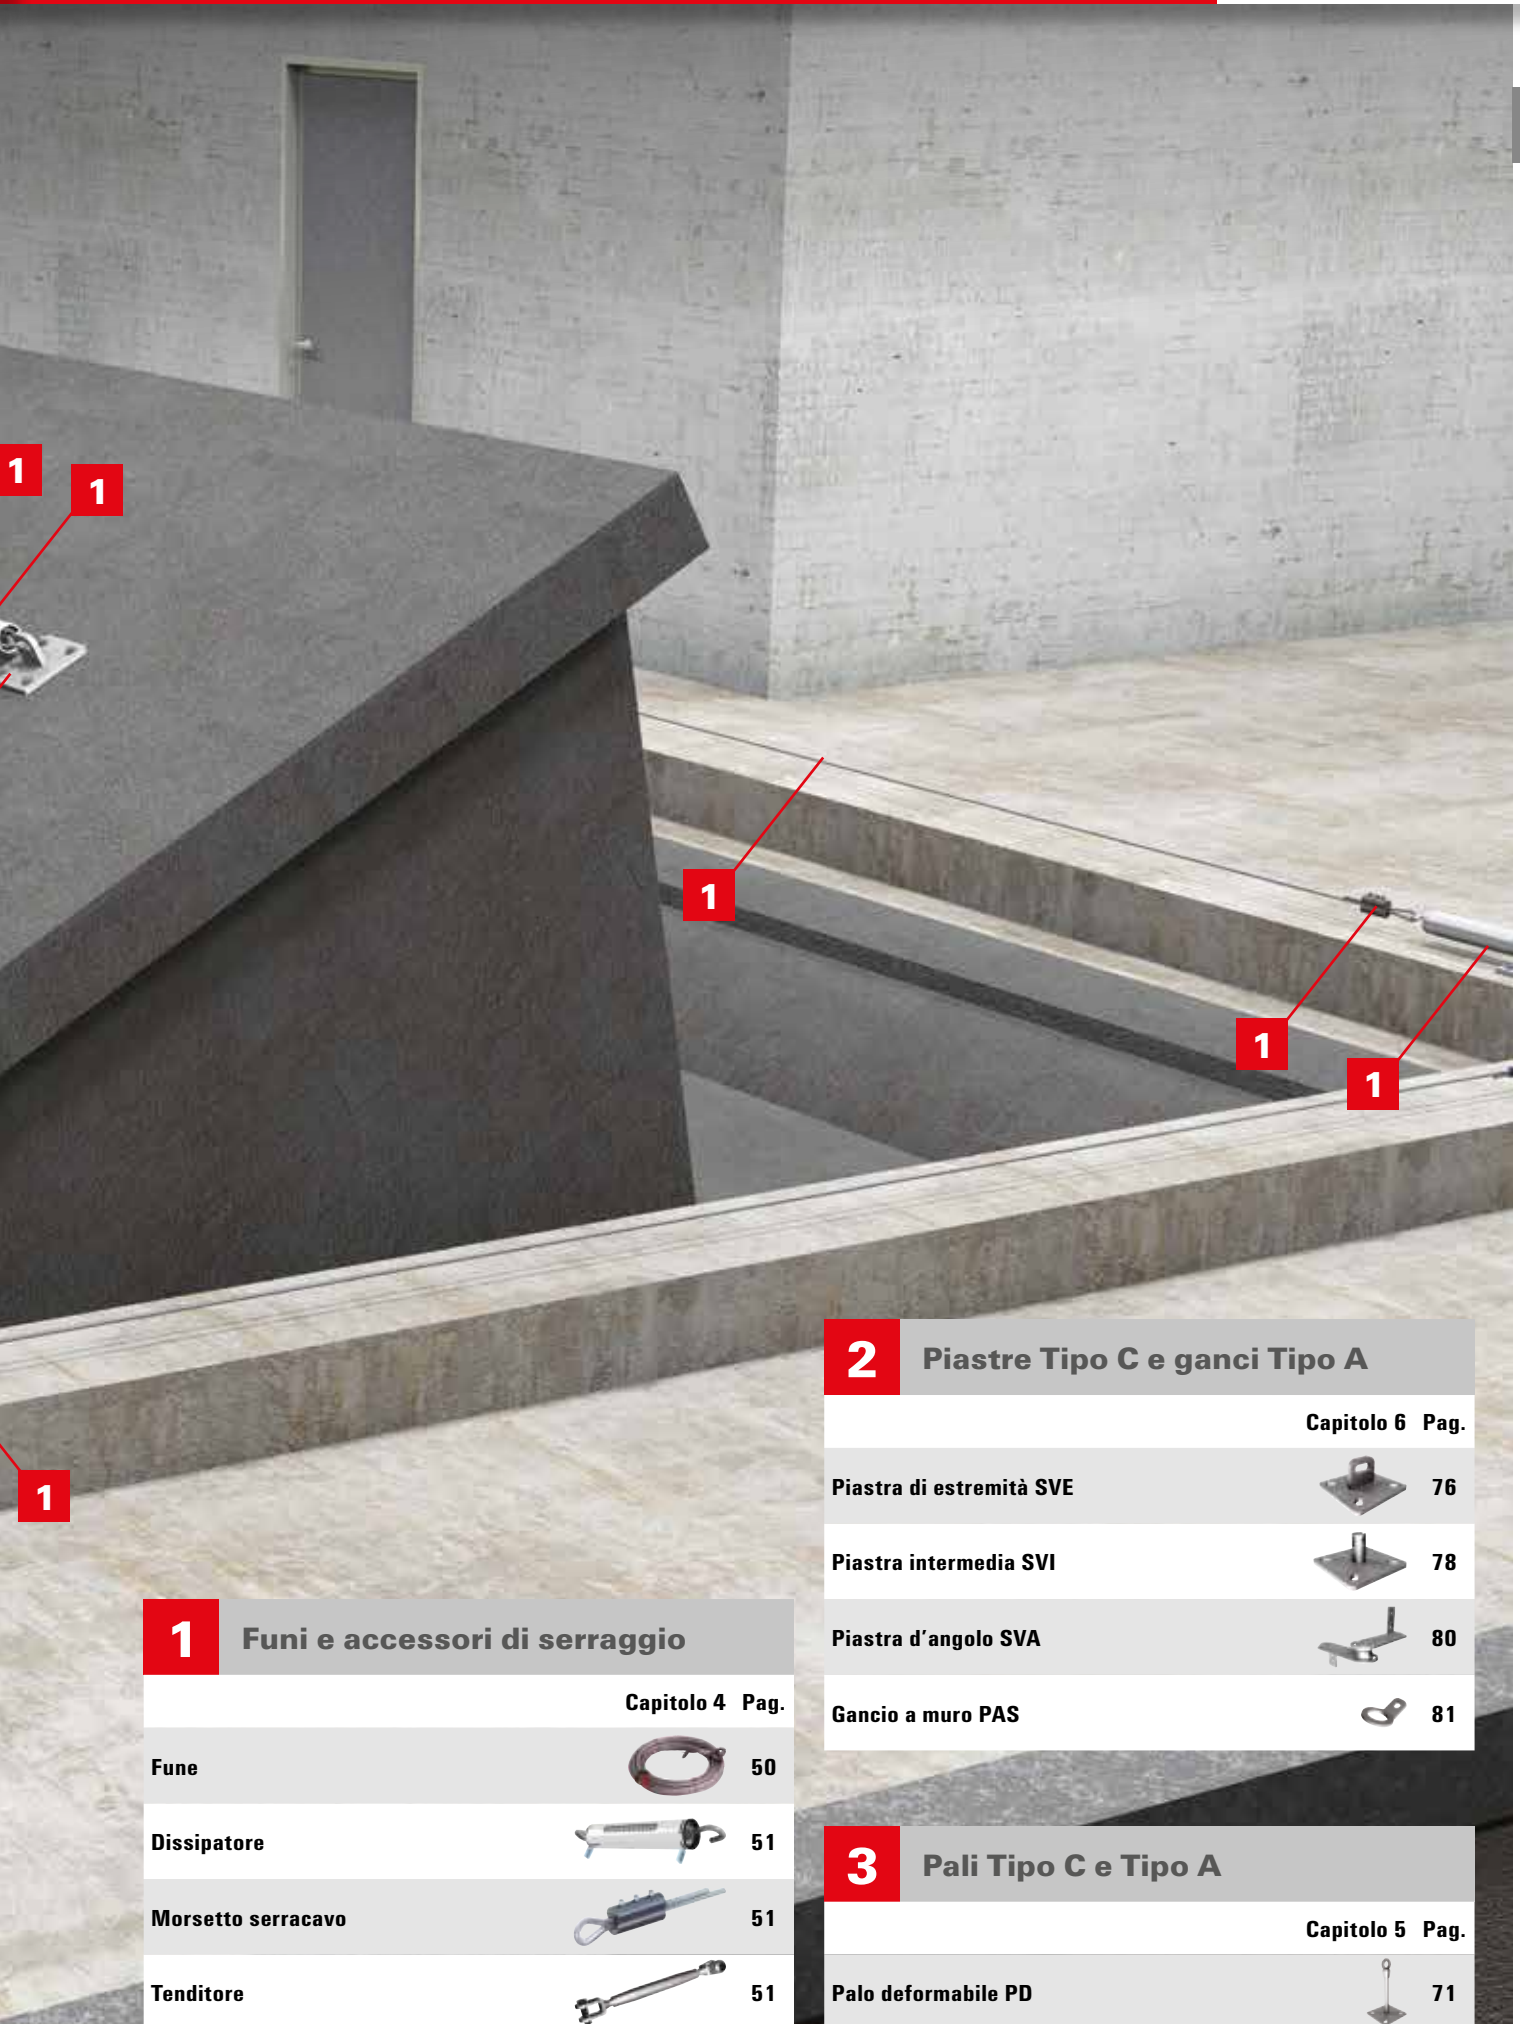 1
1
1
1
1
1
2 Piastre Tipo C e ganci Tipo A
Capitolo 6 Pag.
Piastra di estremità SVE 76
Piastra intermedia SVI 78
Piastra d’angolo SVA 80
Gancio a muro PAS 81
1 Funi e accessori di serraggio
Capitolo 4 Pag.
Fune 50
Dissipatore 51
Morsetto serracavo 51
Tenditore 51
3 Pali Tipo C e Tipo A
Capitolo 5 Pag.
Palo deformabile PD 71